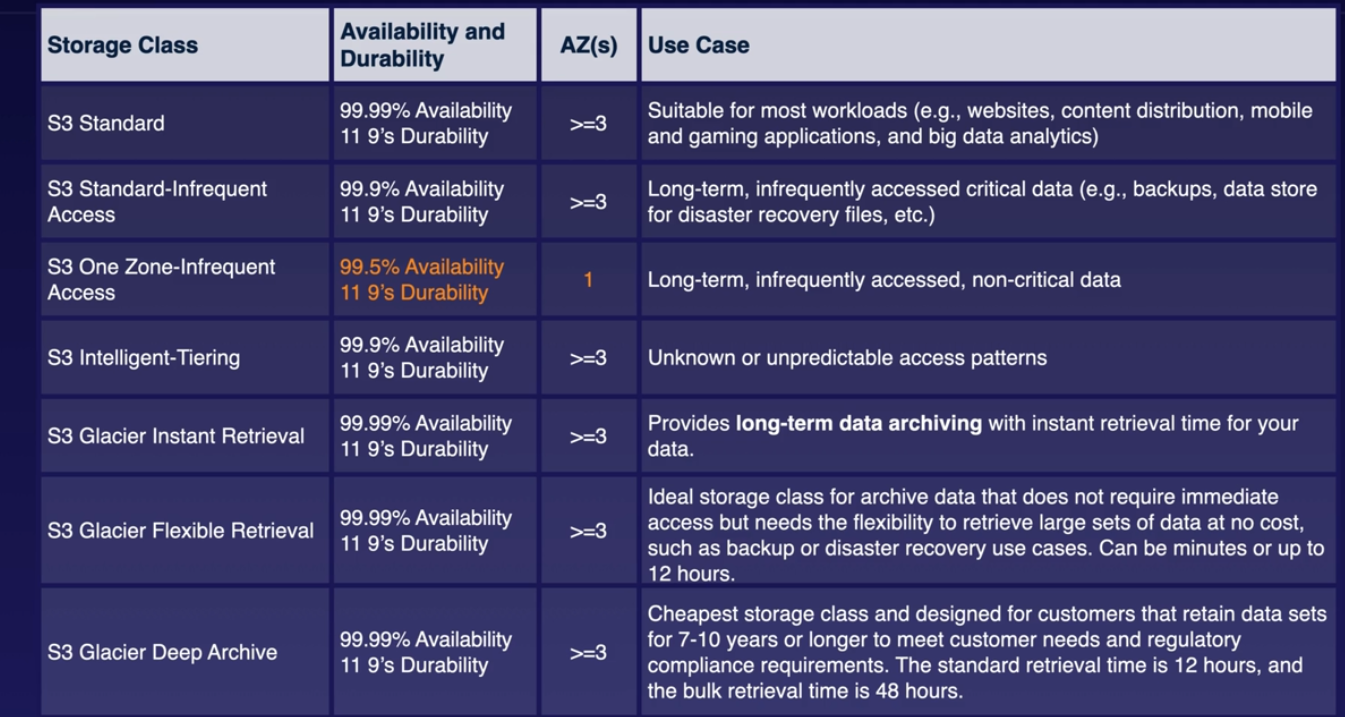 Storage Class
Availability and
Durability
AZ(s)
Use Case
S3 Standard
99.99% Availability
11 9’s Durability
>=3
Suitable for most workloads (e.g., websites, content distribution, mobile
and gaming applications, and big data analytics)
S3 Standard-Infrequent
Access
99.9% Availability
11 9’s Durability
>=3
Long-term, infrequently accessed critical data (e.g., backups, data store
for disaster recovery files, etc.)
S3 One Zone-Infrequent
Access
99.5% Availability
11 9’s Durability
1
Long-term, infrequently accessed, non-critical data
S3 Intelligent-Tiering
99.9% Availability
11 9’s Durability
>=3
Unknown or unpredictable access patterns
S3 Glacier Instant Retrieval
99.99% Availability
11 9’s Durability
>=3
Provides long-term data archiving with instant retrieval time for your
data.
S3 Glacier Flexible Retrieval
99.99% Availability
11 9’s Durability
>=3
Ideal storage class for archive data that does not require immediate
access but needs the flexibility to retrieve large sets of data at no cost,
such as backup or disaster recovery use cases. Can be minutes or up to
12 hours.
S3 Glacier Deep Archive
99.99% Availability
11 9’s Durability
>=3
Cheapest storage class and designed for customers that retain data sets
for 7-10 years or longer to meet customer needs and regulatory
compliance requirements. The standard retrieval time is 12 hours, and
the bulk retrieval time is 48 hours.